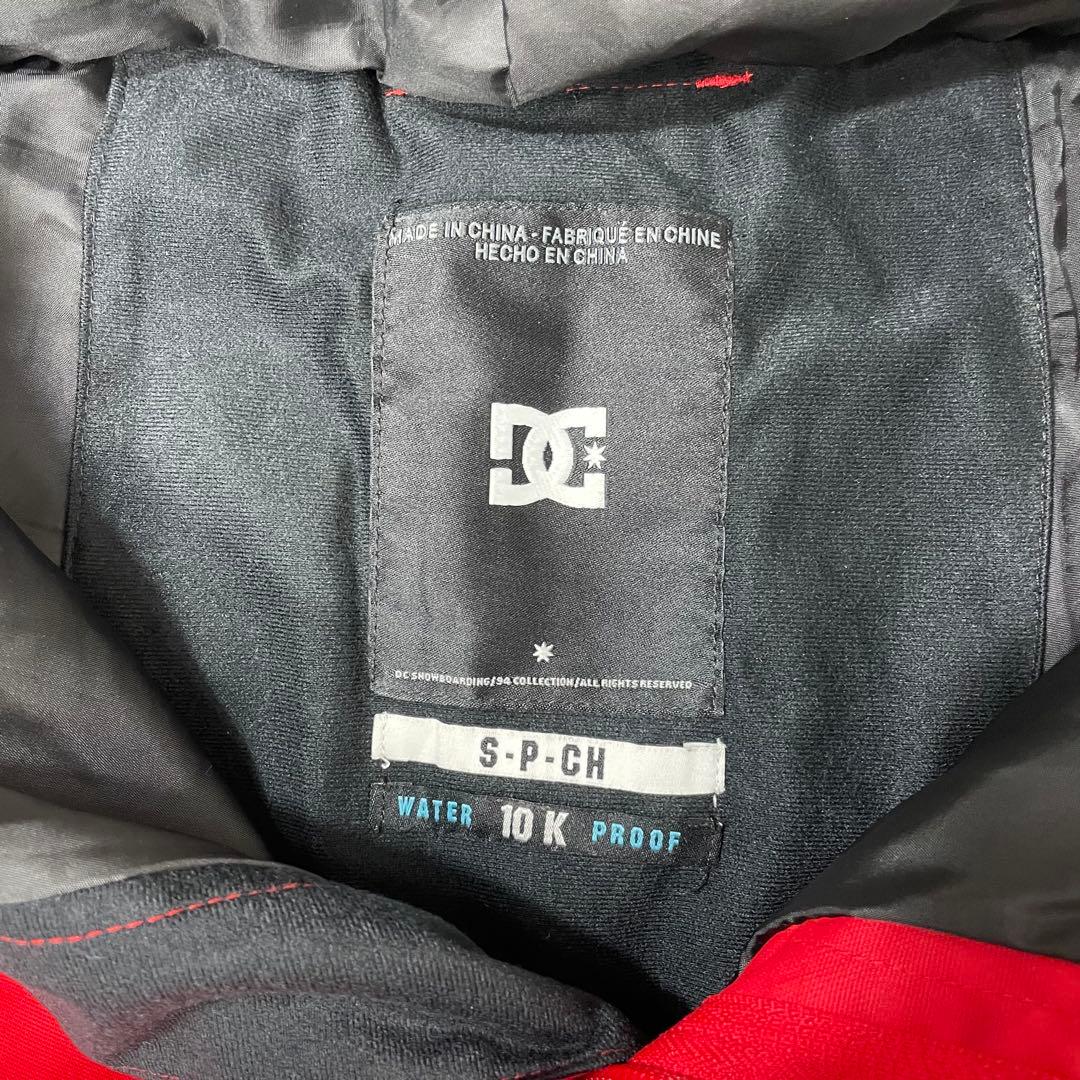 MADE IN CHINA - FABRIQUÉ EN CHINE
HECHO EN CHINA
DC
DC SNOWBOARDING/94 COLLECTION/ALL RIGHTS RESERVED
S-P-CH
WATER 10K PROOF